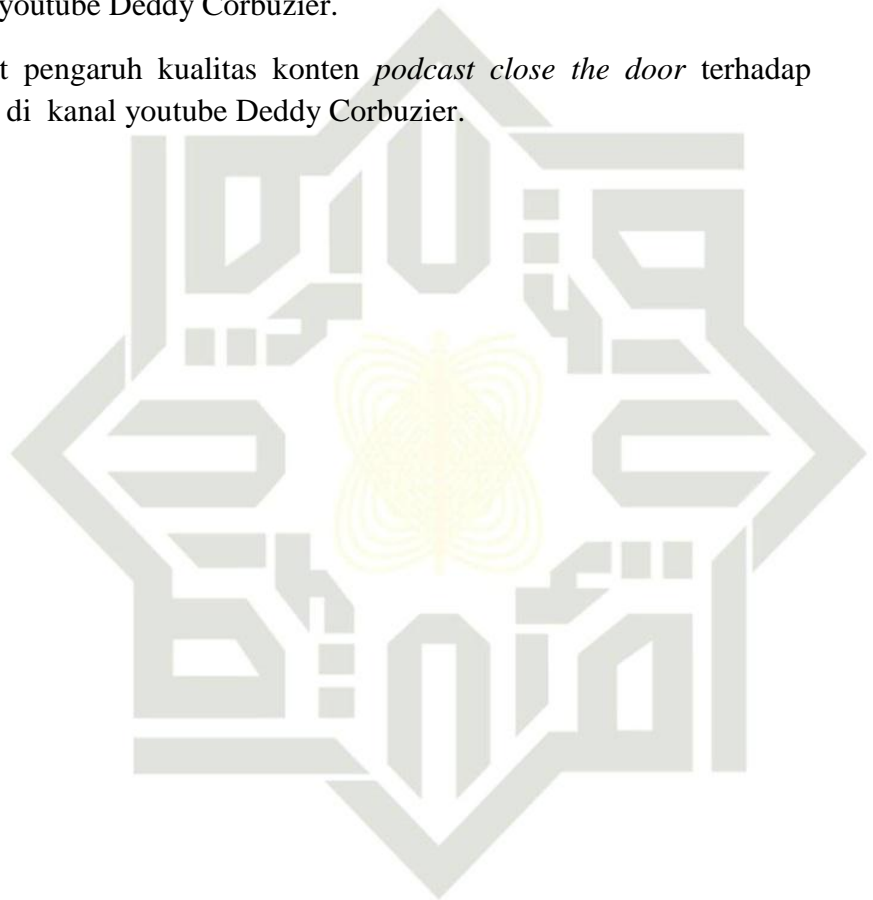 youtube Deddy Corbuzier.
t pengaruh kualitas konten podcast close the door terhadap
di kanal youtube Deddy Corbuzier.